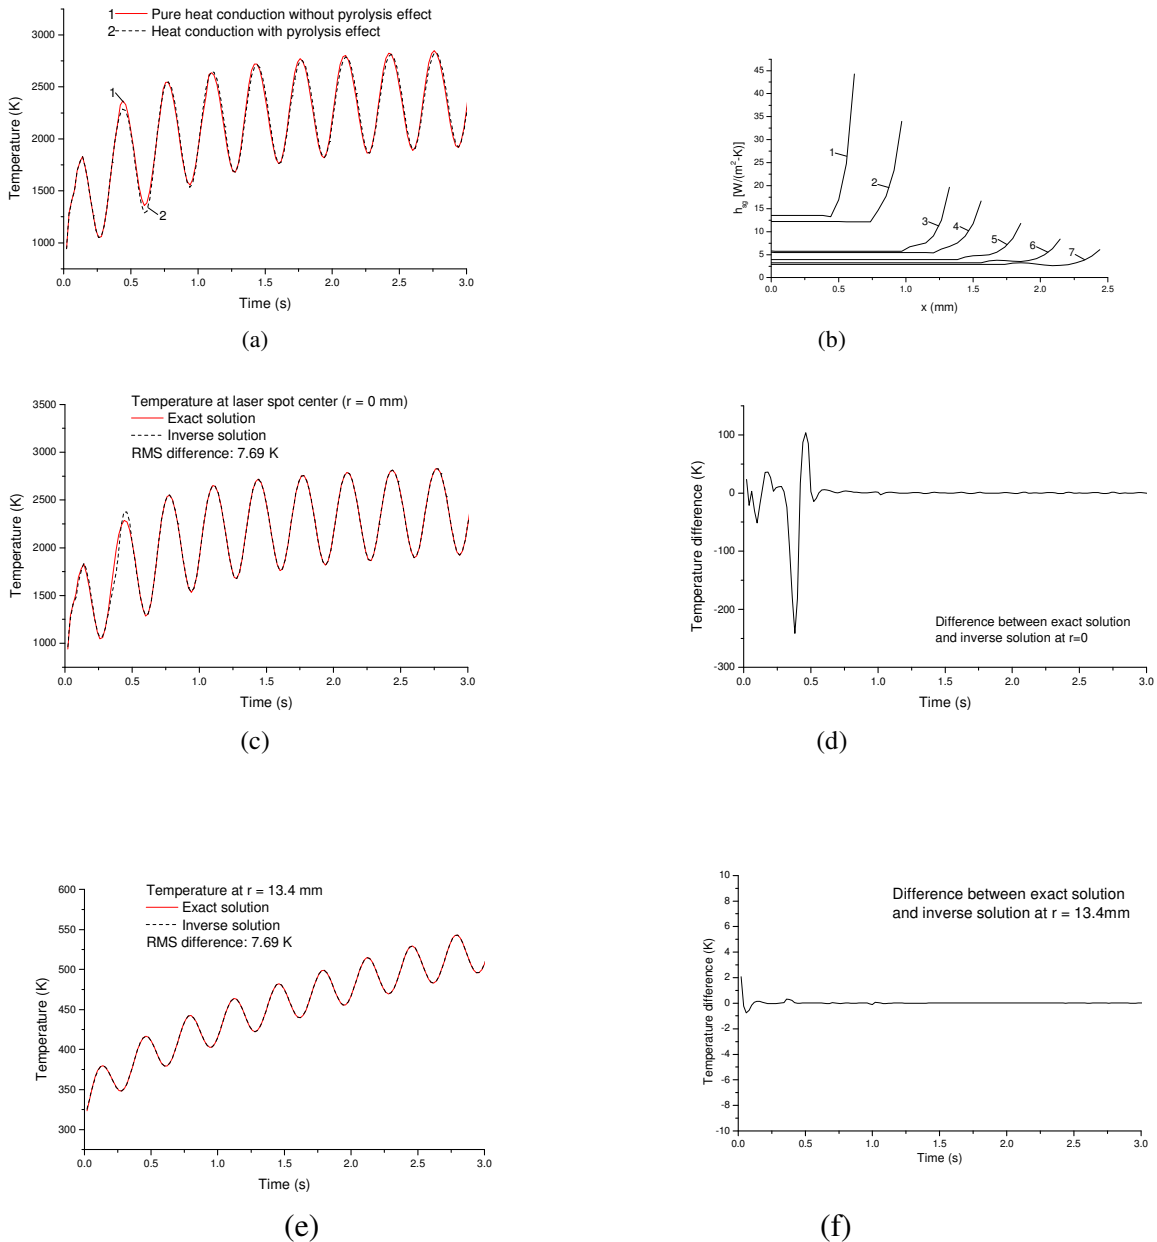 1 Pure heat conduction without pyrolysis effect
2 Heat conduction with pyrolysis effect
3000
2500
2000
1500
1000
Temperature (K)
1
2
0.0 0.5 1.0 1.5 2.0 2.5 3.0
Time (s)
(a)
45
40
35
30
25
20
15
10
5
0
h_sg [W/(m²-K)]
1
2
3
4
5
6
7
0.0 0.5 1.0 1.5 2.0 2.5
x (mm)
(b)
Temperature at laser spot center (r = 0 mm)
Exact solution
Inverse solution
RMS difference: 7.69 K
3500
3000
2500
2000
1500
1000
Temperature (K)
0.0 0.5 1.0 1.5 2.0 2.5 3.0
Time (s)
(c)
100
0
-100
-200
-300
Temperature difference (K)
Difference between exact solution
and inverse solution at r=0
0.0 0.5 1.0 1.5 2.0 2.5 3.0
Time (s)
(d)
Temperature at r = 13.4 mm
Exact solution
Inverse solution
RMS difference: 7.69 K
600
550
500
450
400
350
300
Temperature (K)
0.0 0.5 1.0 1.5 2.0 2.5 3.0
Time (s)
(e)
10
8
6
4
2
0
-2
-4
-6
-8
-10
Temperature difference (K)
Difference between exact solution
and inverse solution at r = 13.4mm
0.0 0.5 1.0 1.5 2.0 2.5 3.0
Time (s)
(f)